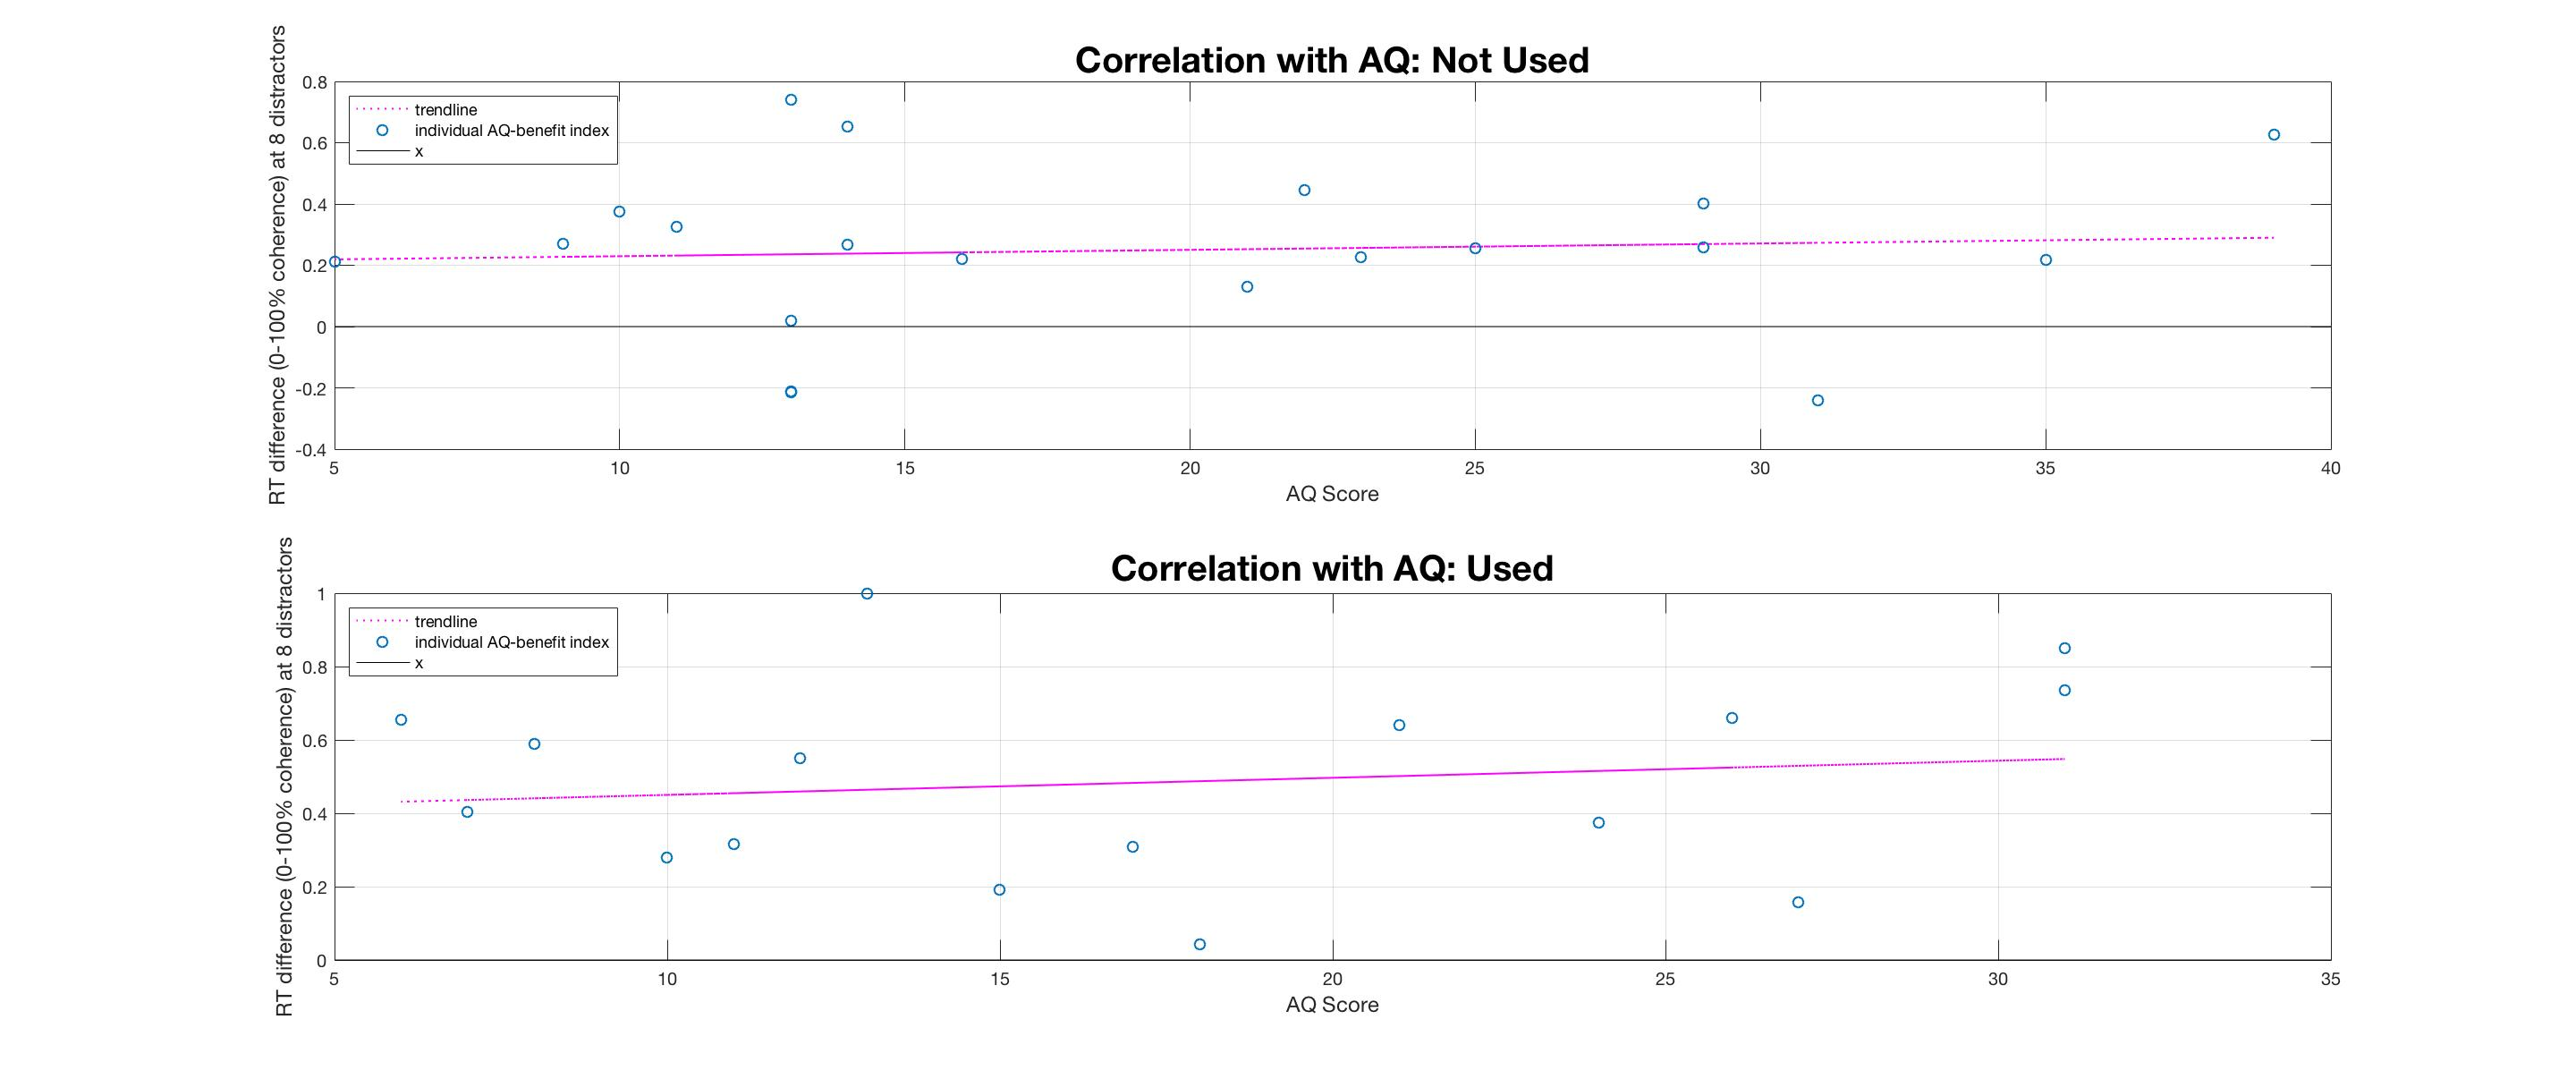 Correlation with AQ: Not Used
RT difference (0-100% coherence) at 8 distractors
0.8
0.6
0.4
0.2
0
-0.2
-0.4
trendline
individual AQ-benefit index
x
5 10 15 20 25 30 35 40
AQ Score
Correlation with AQ: Used
RT difference (0-100% coherence) at 8 distractors
1
0.8
0.6
0.4
0.2
0
trendline
individual AQ-benefit index
x
5 10 15 20 25 30 35
AQ Score